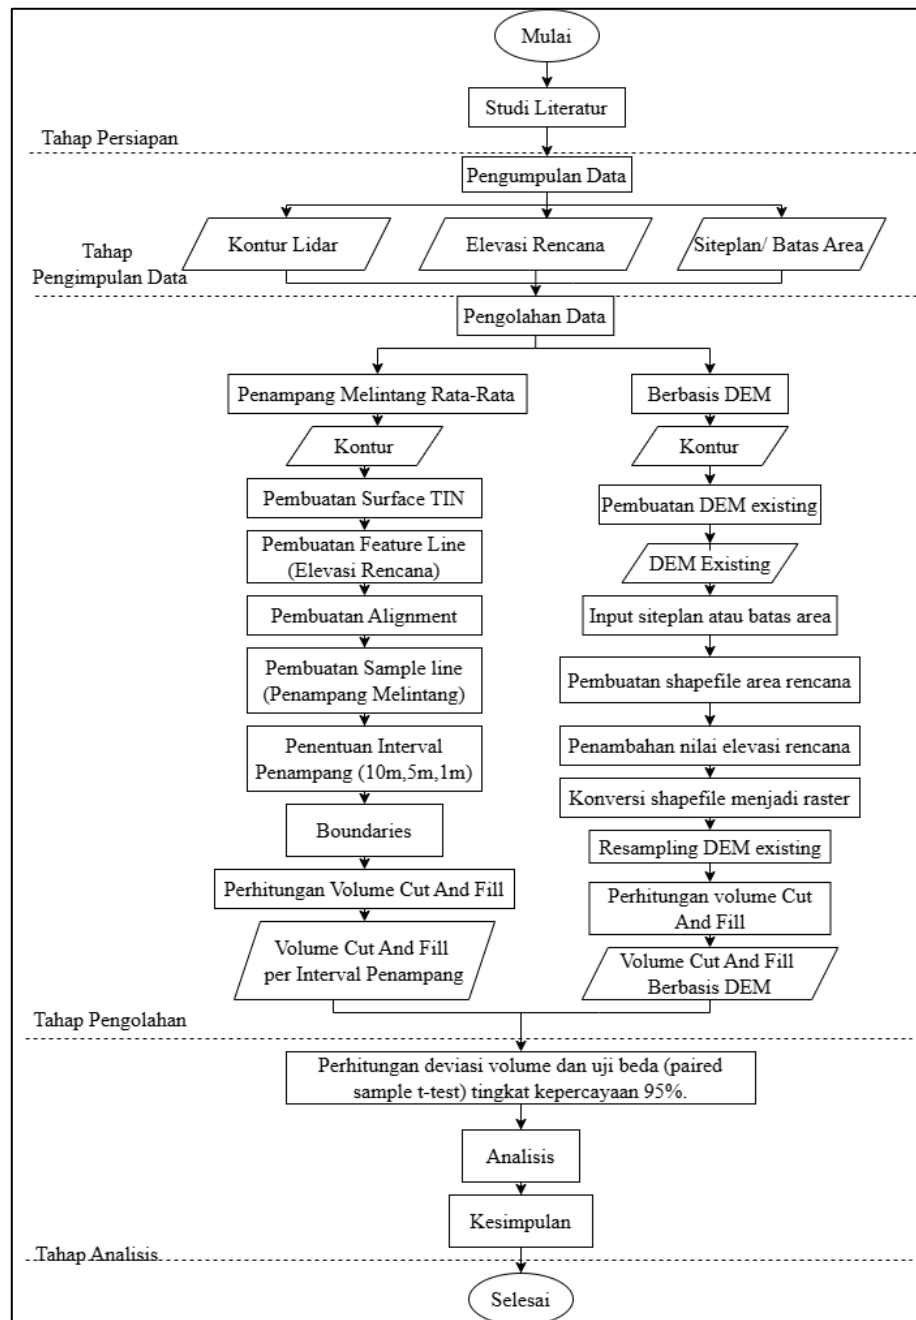 Mulai
Studi Literatur
Tahap Persiapan
Pengumpulan Data
Kontur Lidar
Elevasi Rencana
Siteplan/ Batas Area
Tahap
Pengimpulan Data
Pengolahan Data
Penampang Melintang Rata-Rata
Kontur
Pembuatan Surface TIN
Pembuatan Feature Line
(Elevasi Rencana)
Pembuatan Alignment
Pembuatan Sample line
(Penampang Melintang)
Penentuan Interval
Penampang (10m,5m,1m)
Boundaries
Perhitungan Volume Cut And Fill
Volume Cut And Fill
per Interval Penampang
Berbasis DEM
Kontur
Pembuatan DEM existing
DEM Existing
Input siteplan atau batas area
Pembuatan shapefile area rencana
Penambahan nilai elevasi rencana
Konversi shapefile menjadi raster
Resampling DEM existing
Perhitungan volume Cut
And Fill
Volume Cut And Fill
Berbasis DEM
Tahap Pengolahan
Perhitungan deviasi volume dan uji beda (paired
sample t-test) tingkat kepercayaan 95%.
Analisis
Kesimpulan
Tahap Analisis
Selesai